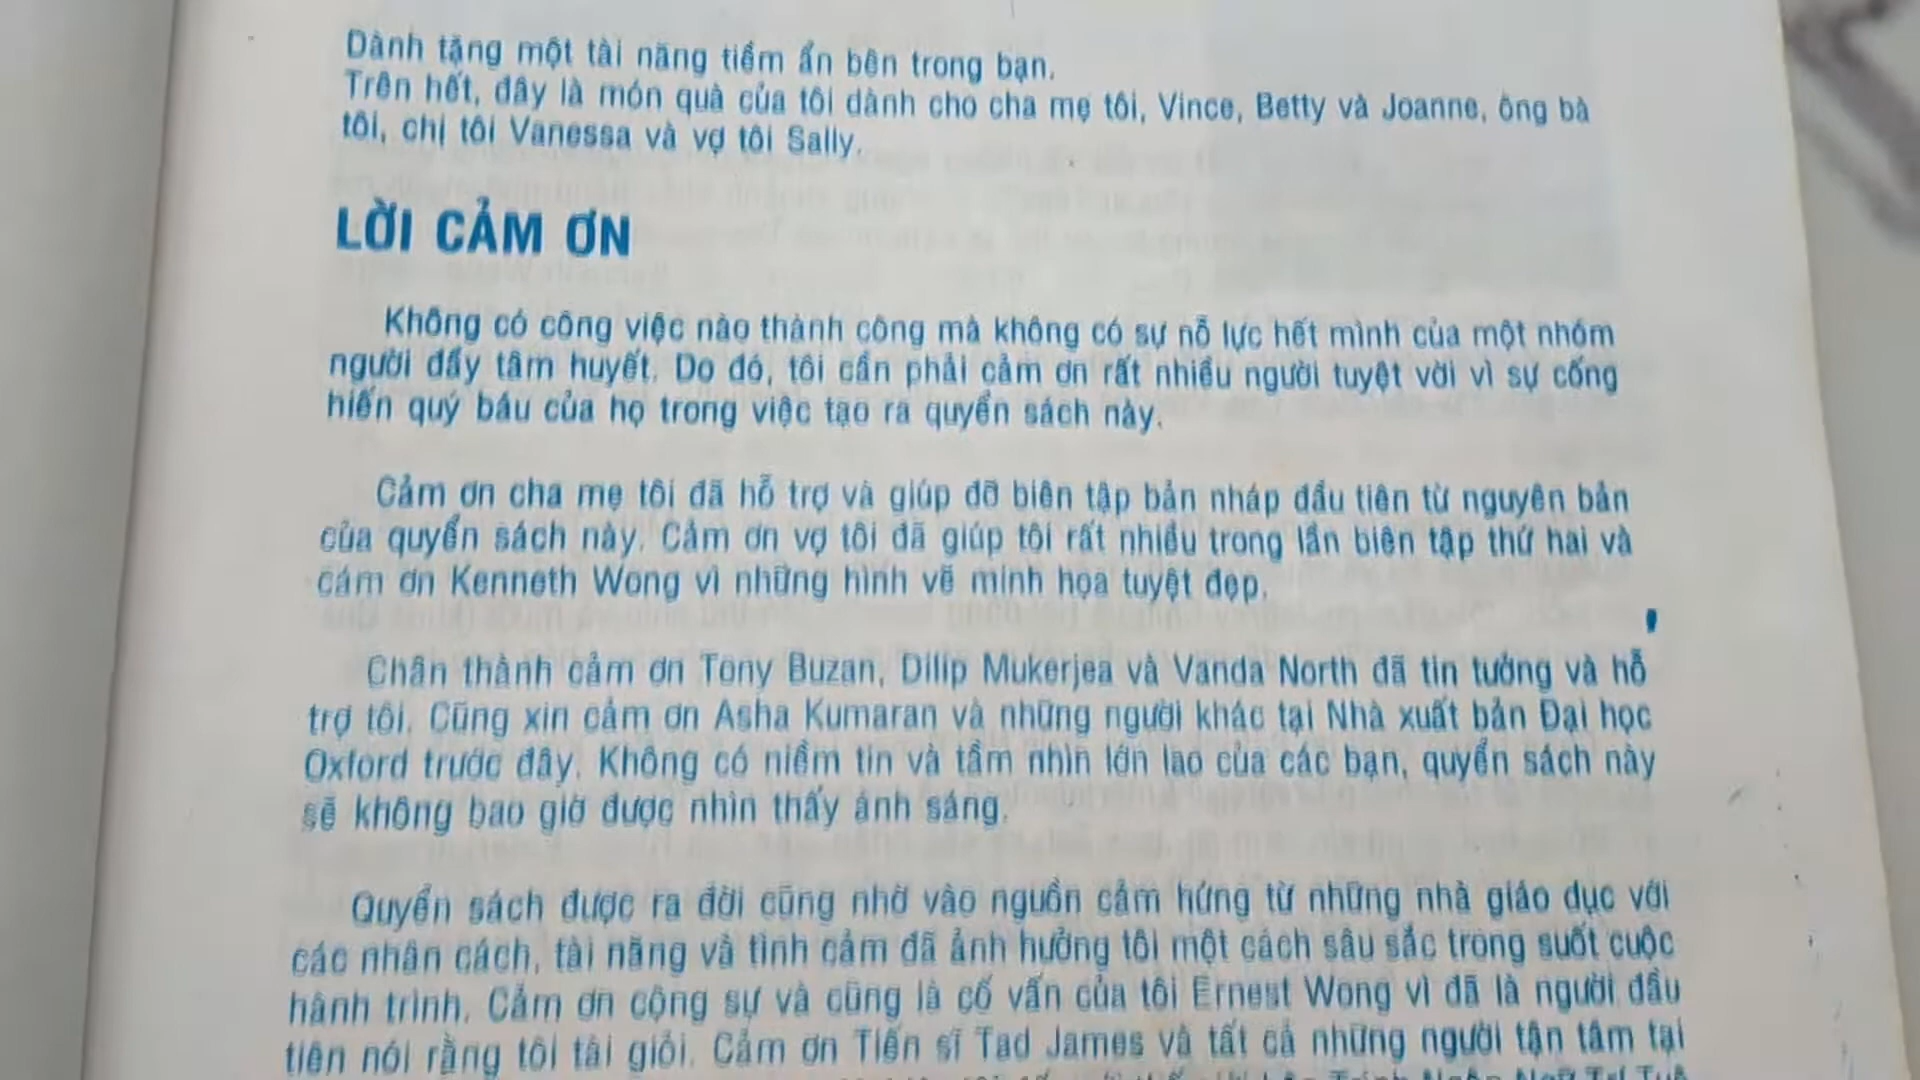 Dành tặng một tài năng tiềm ẩn bên trong bạn.
Trên hết, đây là món quà của tôi dành cho cha mẹ tôi, Vince, Betty và Joanne, ông bà
tôi, chị tôi Vanessa và vợ tôi Sally.
LỜI CẢM ƠN
Không có công việc nào thành công mà không có sự nỗ lực hết mình của một nhóm
người đầy tâm huyết. Do đó, tôi cần phải cảm ơn rất nhiều người tuyệt vời vì sự cống
hiến quý báu của họ trong việc tạo ra quyển sách này.
Cảm ơn cha mẹ tôi đã hỗ trợ và giúp đỡ biên tập bản nháp đầu tiên từ nguyên bản
của quyển sách này. Cảm ơn vợ tôi đã giúp tôi rất nhiều trong lần biên tập thứ hai và
cám ơn Kenneth Wong vì những hình vẽ minh họa tuyệt đẹp.
Chân thành cảm ơn Tony Buzan, Dilip Mukerjea và Vanda North đã tin tưởng và hỗ
trợ tôi. Cũng xin cảm ơn Asha Kumaran và những người khác tại Nhà xuất bản Đại học
Oxford trước đây. Không có niềm tin và tầm nhìn lớn lao của các bạn, quyển sách này
sẽ không bao giờ được nhìn thấy ánh sáng.
Quyển sách được ra đời cũng nhờ vào nguồn cảm hứng từ những nhà giáo dục với
các nhân cách, tài năng và tình cảm đã ảnh hưởng tôi một cách sâu sắc trong suốt cuộc
hành trình. Cảm ơn cộng sự và cũng là cố vấn của tôi Ernest Wong vì đã là người đầu
tiên nói rằng tôi tài giỏi. Cảm ơn Tiến sĩ Tad James và tất cả những người tận tâm tại